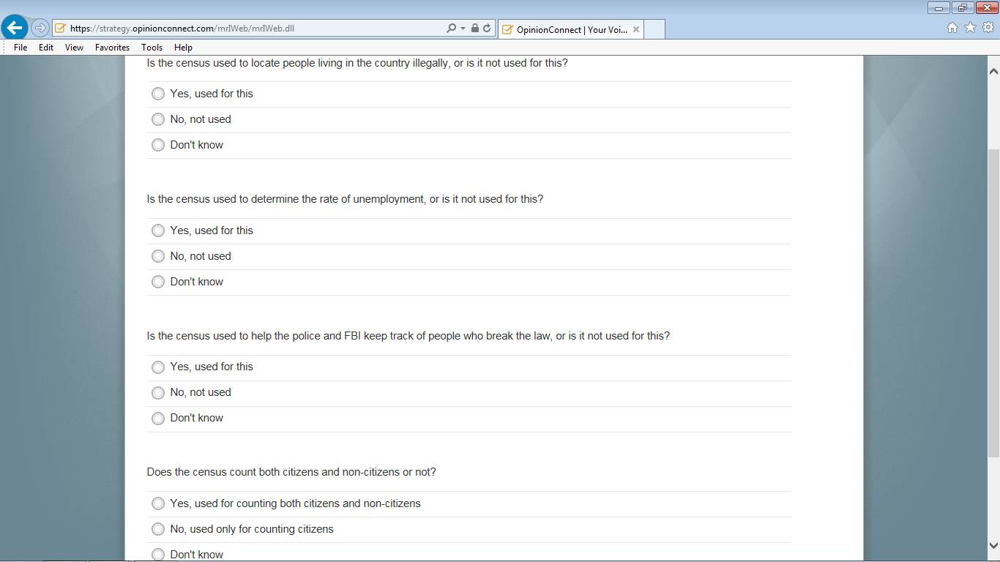 https://strategy.opinionconnect.com/mrIWeb/mrIWeb.dll
OpinionConnect | Your Voi...
File Edit View Favorites Tools Help
Is the census used to locate people living in the country illegally, or is it not used for this?
Yes, used for this
No, not used
Don't know
Is the census used to determine the rate of unemployment, or is it not used for this?
Yes, used for this
No, not used
Don't know
Is the census used to help the police and FBI keep track of people who break the law, or is it not used for this?
Yes, used for this
No, not used
Don't know
Does the census count both citizens and non-citizens or not?
Yes, used for counting both citizens and non-citizens
No, used only for counting citizens
Don't know